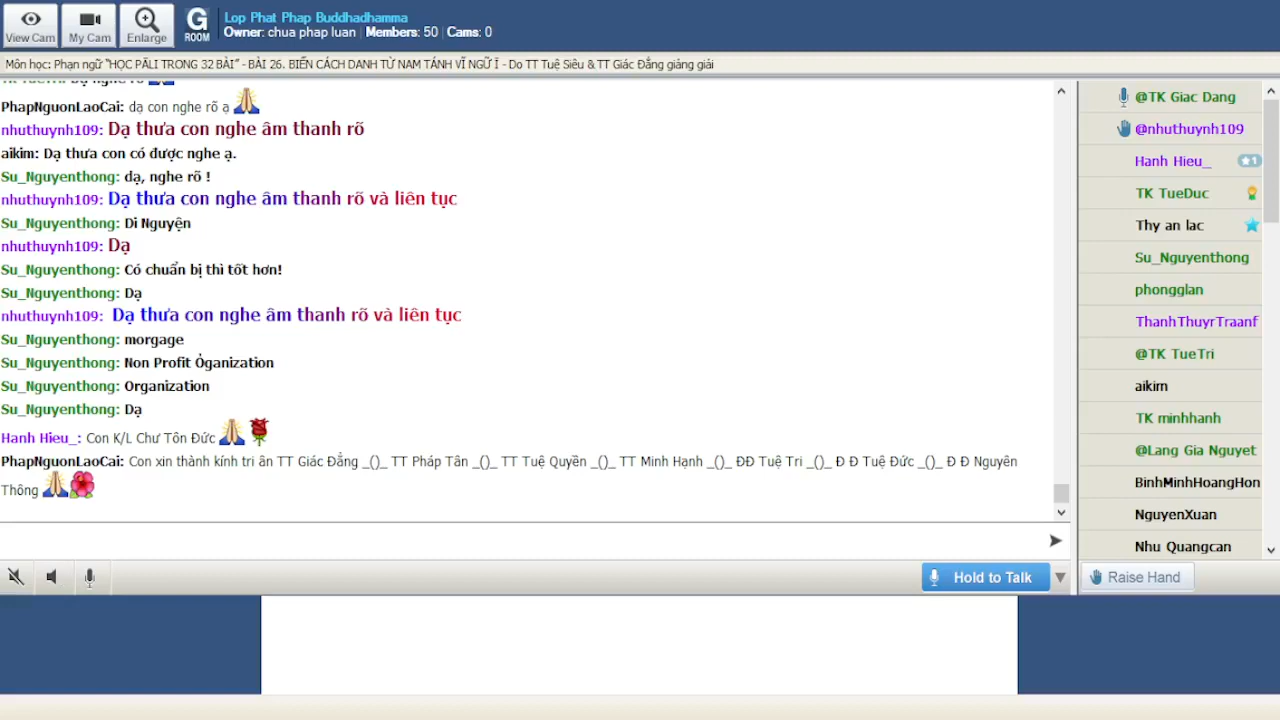 View Cam
My Cam
Enlarge
G
ROOM
Lop Phat Phap Buddhadhamma
Owner: chua phap luan | Members: 50 | Cams: 0
Môn học: Phạn ngữ "HỌC PĀLI TRONG 32 BÀI" - BÀI 26. BIẾN CÁCH DANH TỪ NAM TÁNH VĨ NGỮ Ī - Do TT Tuệ Siêu & TT Giác Đẳng giảng giải
PhapNguonLaoCai: dạ con nghe rõ ạ
nhuthuynh109: Dạ thưa con nghe âm thanh rõ
aikim: Dạ thưa con có được nghe ạ.
Su_Nguyenthong: dạ, nghe rõ !
nhuthuynh109: Dạ thưa con nghe âm thanh rõ và liên tục
Su_Nguyenthong: Di Nguyện
nhuthuynh109: Dạ
Su_Nguyenthong: Có chuẩn bị thì tốt hơn!
Su_Nguyenthong: Dạ
nhuthuynh109: Dạ thưa con nghe âm thanh rõ và liên tục
Su_Nguyenthong: morgage
Su_Nguyenthong: Non Profit Ỏganization
Su_Nguyenthong: Organization
Su_Nguyenthong: Dạ
Hanh Hieu_: Con K/L Chư Tôn Đức
PhapNguonLaoCai: Con xin thành kính tri ân TT Giác Đẳng _()_ TT Pháp Tân _()_ TT Tuệ Quyền _()_ TT Minh Hạnh _()_ ĐĐ Tuệ Tri _()_ Đ Đ Tuệ Đức _()_ Đ Đ Nguyên
Thông
@TK Giac Dang
@nhuthuynh109
Hanh Hieu_
1
TK TueDuc
Thy an lac
Su_Nguyenthong
phongglan
ThanhThuyrTraanf
@TK TueTri
aikim
TK minhhanh
@Lang Gia Nguyet
BinhMinhHoangHon
NguyenXuan
Nhu Quangcan
Hold to Talk
Raise Hand